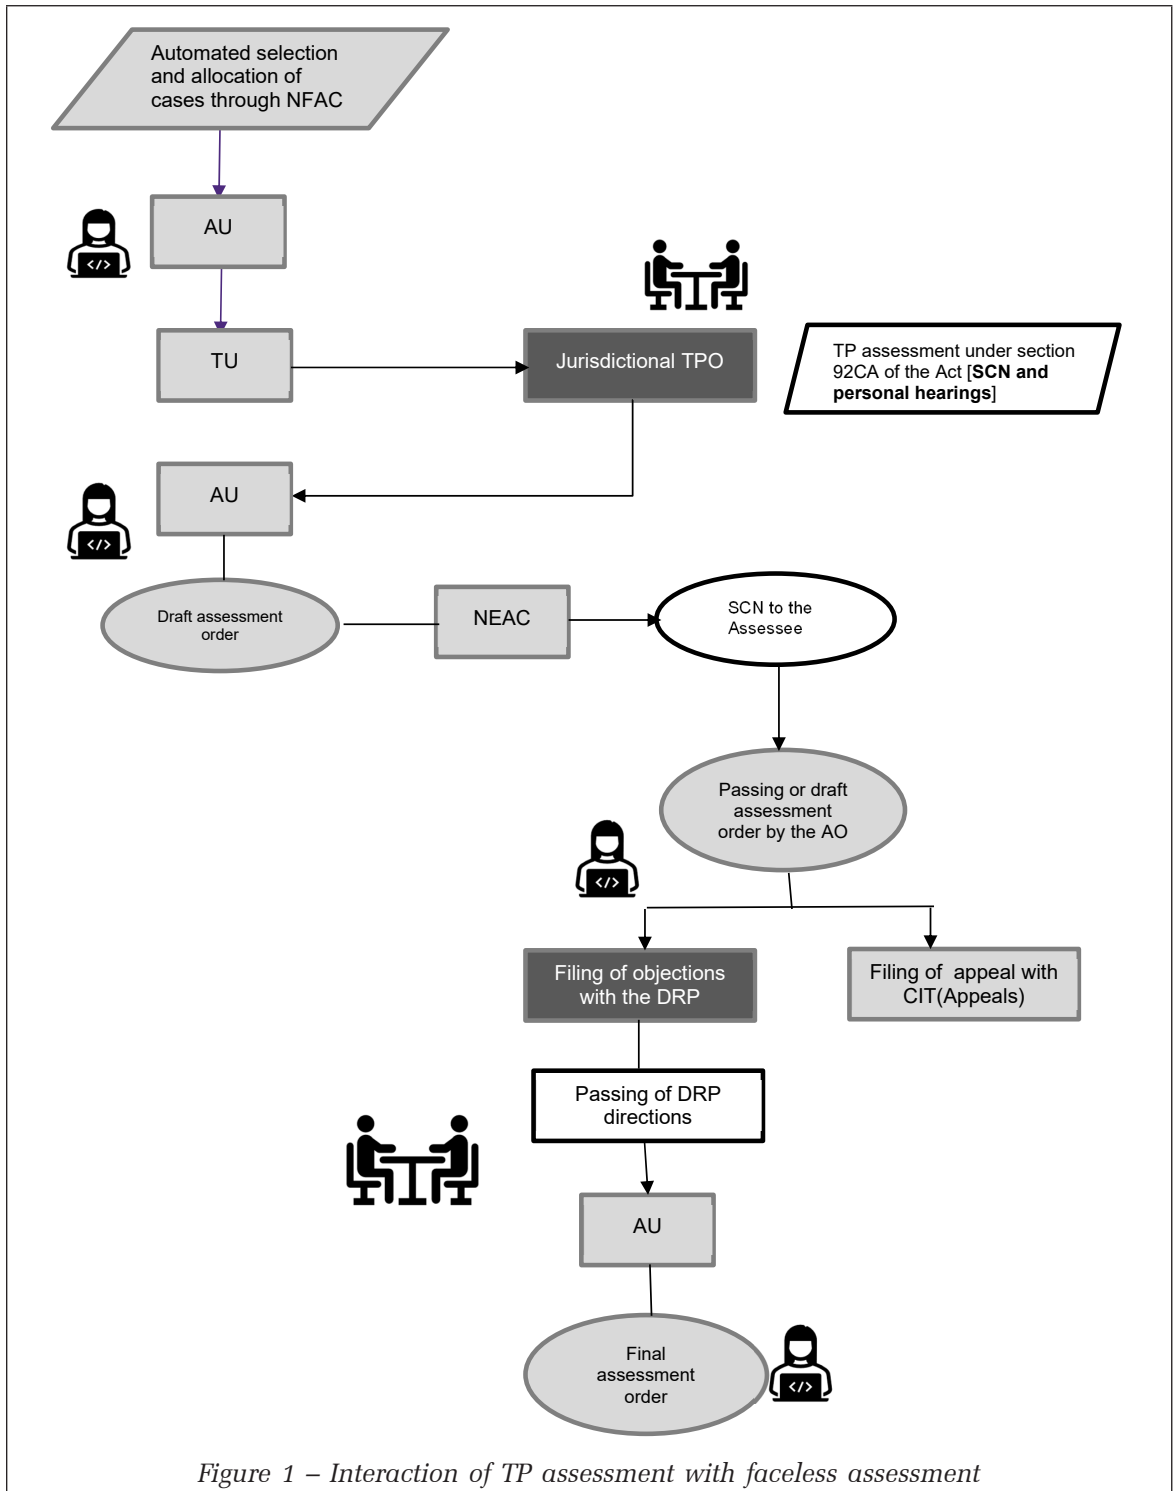 Automated selection
and allocation of
cases through NFAC
AU
TU
Jurisdictional TPO
TP assessment under section
92CA of the Act [SCN and
personal hearings]
AU
Draft assessment
order
NEAC
SCN to the
Assessee
Passing or draft
assessment
order by the AO
Filing of objections
with the DRP
Filing of appeal with
CIT(Appeals)
Passing of DRP
directions
AU
Final
assessment
order
Figure 1 – Interaction of TP assessment with faceless assessment